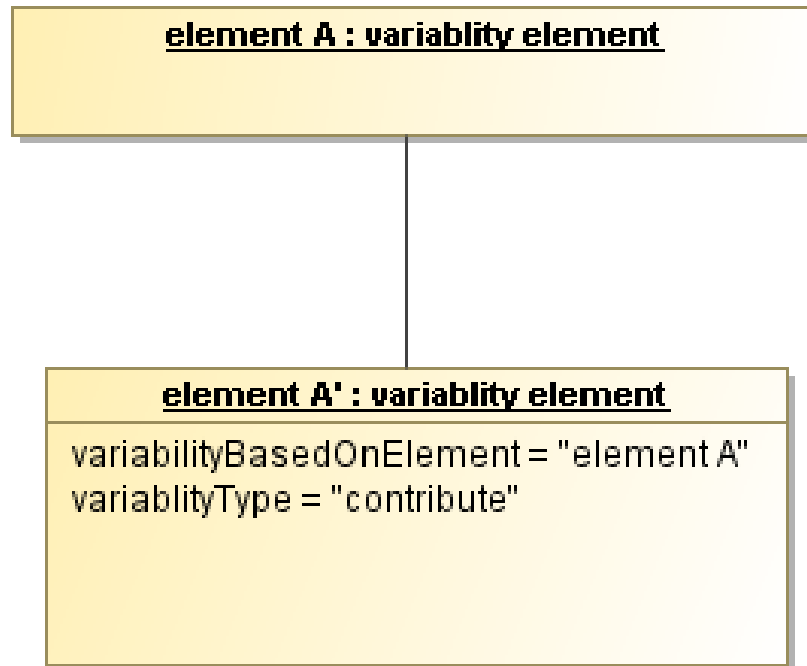 element A : variablity element
element A' : variablity element
variabilityBasedOnElement = "element A"
variablityType = "contribute"